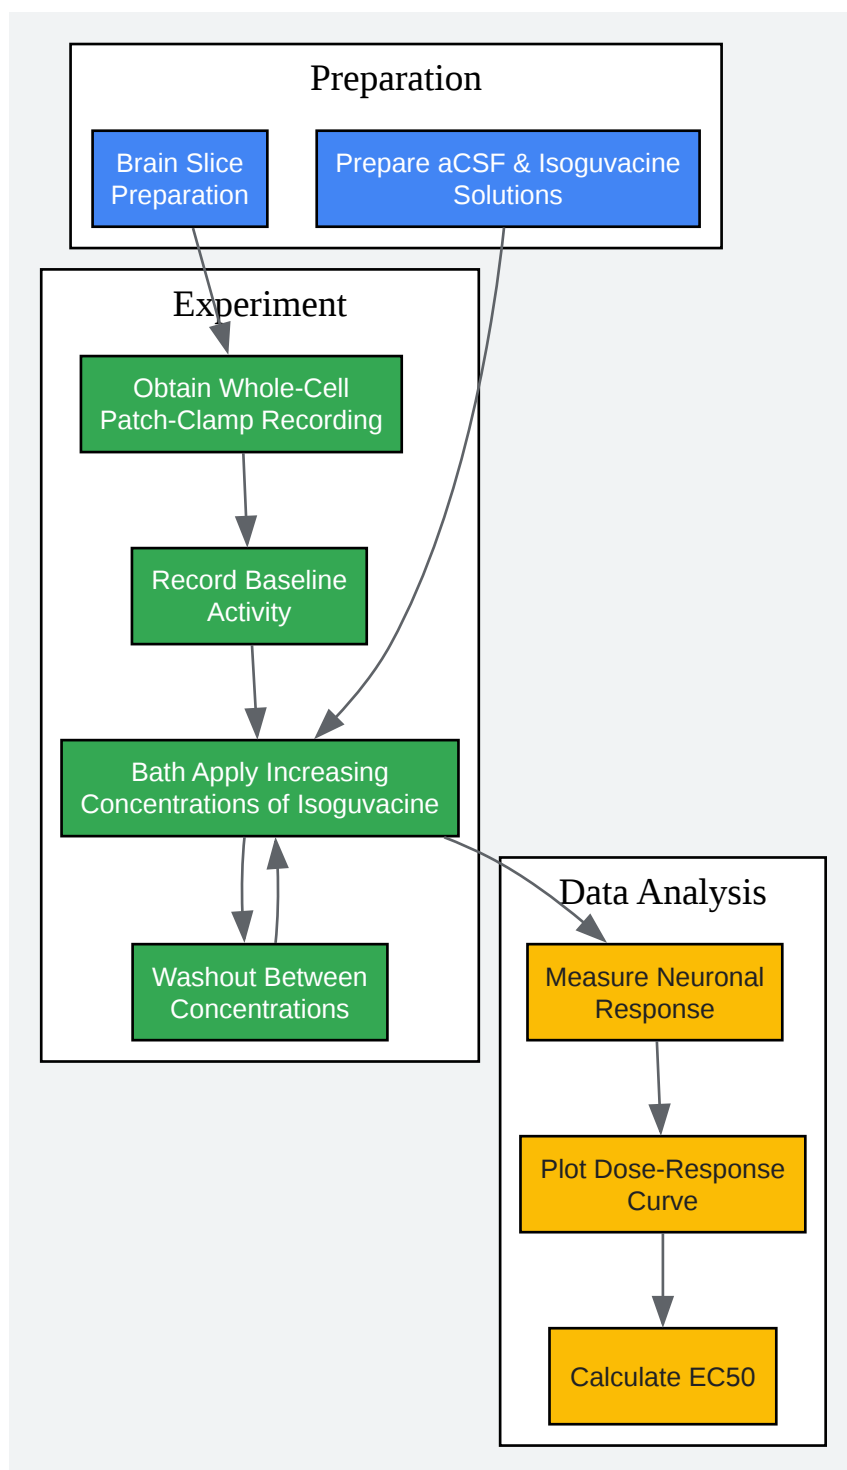 Preparation
Brain Slice
Preparation
Prepare aCSF & Isoguvacine
Solutions
Experiment
Obtain Whole-Cell
Patch-Clamp Recording
Record Baseline
Activity
Bath Apply Increasing
Concentrations of Isoguvacine
Washout Between
Concentrations
Data Analysis
Measure Neuronal
Response
Plot Dose-Response
Curve
Calculate EC50